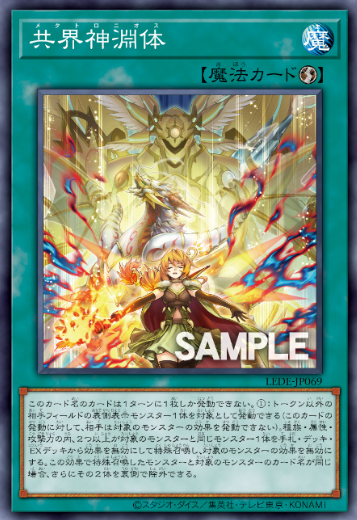 メクトロニオス
共界神淵体
魔
【魔法カード】
SAMPLE
LEDE-JP069
このカード名のカードは1ターンに1枚しか発動できない。①:トークン以外の
相手フィールドの表側表示モンスター1体を対象として発動できる(このカードの
発動に対して、相手は対象のモンスターの効果を発動できない)。種族・属性・
攻撃力の内、2つ以上が対象のモンスターと同じモンスター1体を手札・デッキ・
EXデッキから効果を無効にして特殊召喚し、対象のモンスターの効果を無効に
する。この効果で特殊召喚したモンスターと対象のモンスターのカード名が同じ
場合、さらにその2体を裏側で除外できる。
©スタジオ・ダイス/集英社・テレビ東京・KONAMI